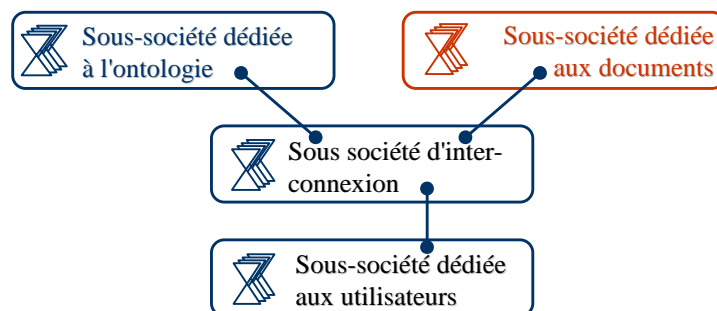 Sous-société dédiée
à l'ontologie
Sous-société dédiée
aux documents
Sous société d'inter-
connexion
Sous-société dédiée
aux utilisateurs